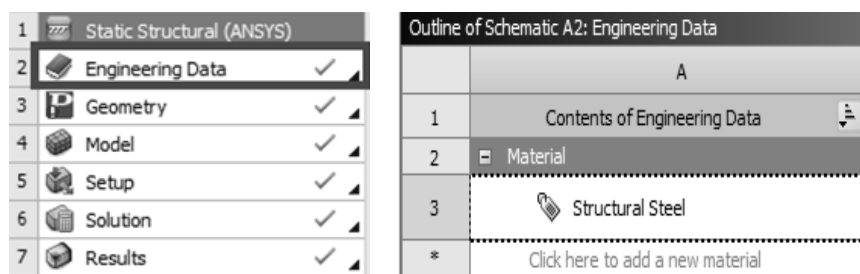 1 Static Structural (ANSYS)
2 Engineering Data
3 Geometry
4 Model
5 Setup
6 Solution
7 Results
Outline of Schematic A2: Engineering Data
A
1 Contents of Engineering Data
2 Material
3 Structural Steel
* Click here to add a new material